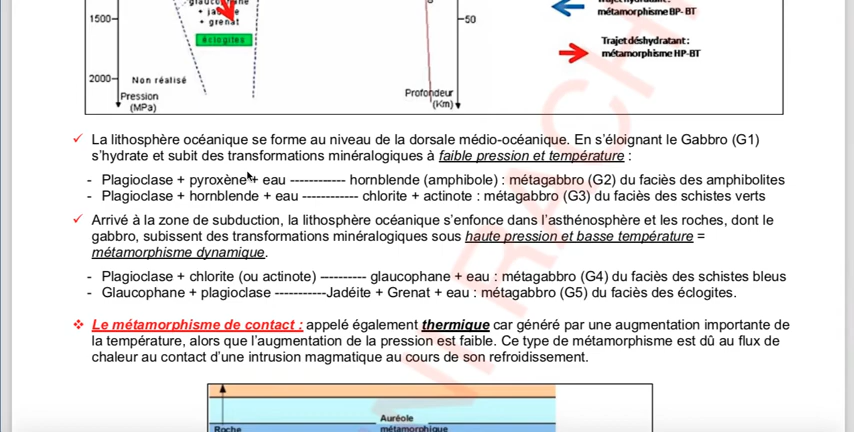 glaucophane
• jadéite
• grenat
éclogites
1500
2000
Non réalisé
Pression
(MPa)
50
Profondeur
(Km)
métamorphisme BP- BT
Trajet déshydratant :
métamorphisme HP-BT
✓ La lithosphère océanique se forme au niveau de la dorsale médio-océanique. En s’éloignant le Gabbro (G1)
s’hydrate et subit des transformations minéralogiques à faible pression et température :
- Plagioclase + pyroxène + eau ------------ hornblende (amphibole) : métagabbro (G2) du faciès des amphibolites
- Plagioclase + hornblende + eau ------------ chlorite + actinote : métagabbro (G3) du faciès des schistes verts
✓ Arrivé à la zone de subduction, la lithosphère océanique s’enfonce dans l’asthénosphère et les roches, dont le
gabbro, subissent des transformations minéralogiques sous haute pression et basse température =
métamorphisme dynamique.
- Plagioclase + chlorite (ou actinote) ---------- glaucophane + eau : métagabbro (G4) du faciès des schistes bleus
- Glaucophane + plagioclase -----------Jadéite + Grenat + eau : métagabbro (G5) du faciès des éclogites.
❖ Le métamorphisme de contact : appelé également thermique car généré par une augmentation importante de
la température, alors que l’augmentation de la pression est faible. Ce type de métamorphisme est dû au flux de
chaleur au contact d’une intrusion magmatique au cours de son refroidissement.
Auréole
métamorphique
Roche